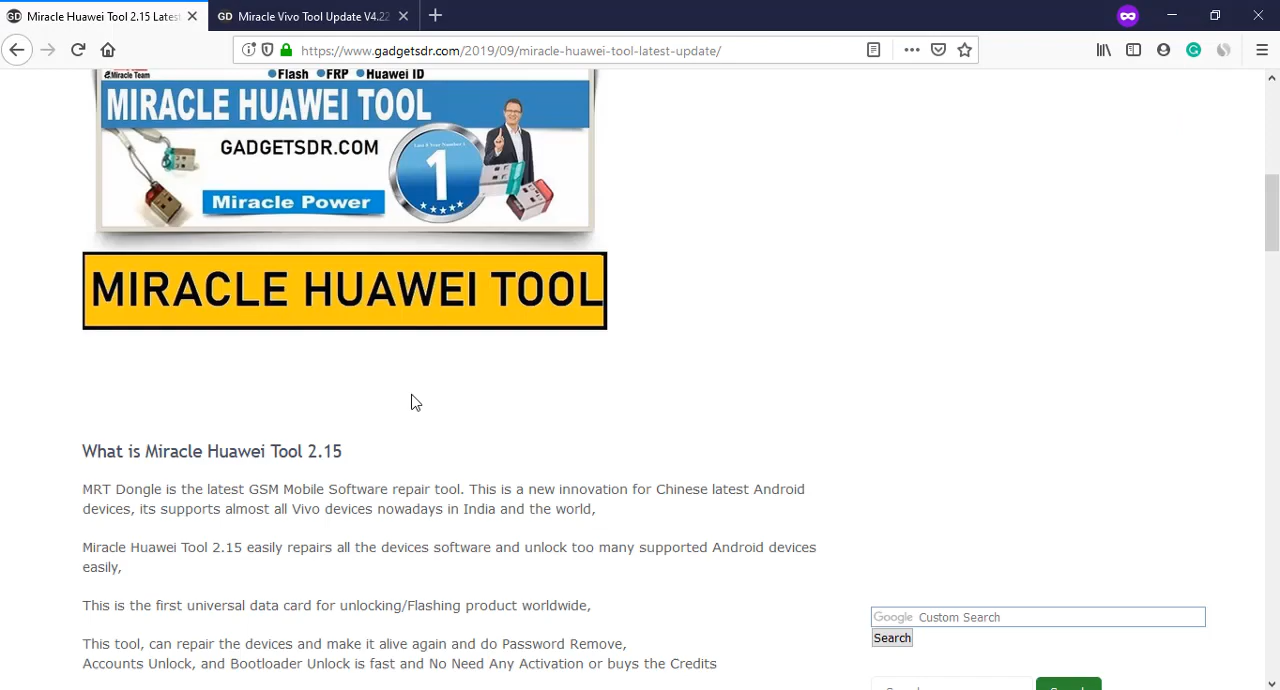 Miracle Huawei Tool 2.15 Lates
Miracle Vivo Tool Update V4.22
https://www.gadgetsdr.com/2019/09/miracle-huawei-tool-latest-update/
Miracle Team
Flash FRP Huawei ID
MIRACLE HUAWEI TOOL
GADGETSDR.COM
1
Miracle Power
MIRACLE HUAWEI TOOL
What is Miracle Huawei Tool 2.15
MRT Dongle is the latest GSM Mobile Software repair tool. This is a new innovation for Chinese latest Android
devices, its supports almost all Vivo devices nowadays in India and the world,
Miracle Huawei Tool 2.15 easily repairs all the devices software and unlock too many supported Android devices
easily,
This is the first universal data card for unlocking/Flashing product worldwide,
This tool, can repair the devices and make it alive again and do Password Remove,
Accounts Unlock, and Bootloader Unlock is fast and No Need Any Activation or buys the Credits
Google Custom Search
Search